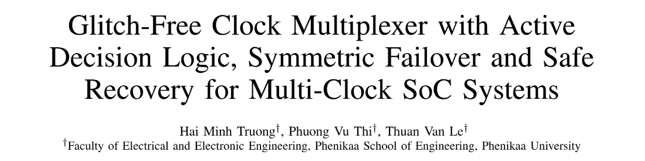 Glitch-Free Clock Multiplexer with Active
Decision Logic, Symmetric Failover and Safe
Recovery for Multi-Clock SoC Systems
Hai Minh Truong†, Phuong Vu Thi†, Thuan Van Le†
†Faculty of Electrical and Electronic Engineering, Phenikaa School of Engineering, Phenikaa University